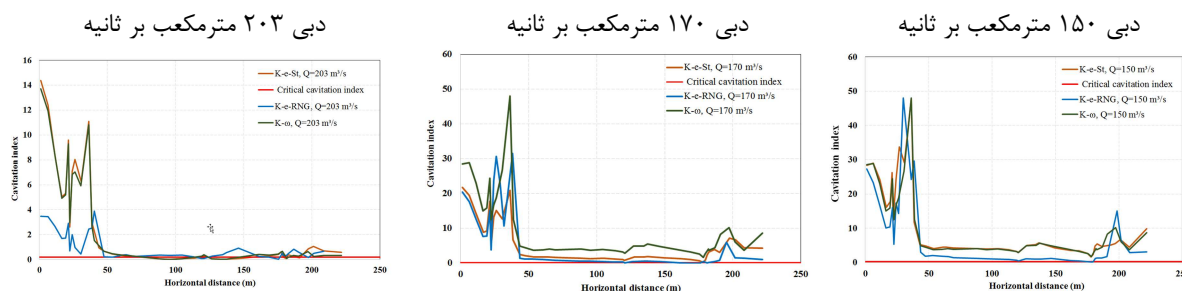 دبی ۲۰۳ مترمکعب بر ثانیه
16
14
12
10
8
6
4
2
0
Cavitation index
K-e-St, Q=203 m³/s
Critical cavitation index
K-e-RNG, Q=203 m³/s
K-ω, Q=203 m³/s
0 50 100 150 200 250
Horizontal distance (m)
دبی ۱۷۰ مترمکعب بر ثانیه
60
50
40
30
20
10
0
Cavitation index
K-e-St, Q=170 m³/s
Critical cavitation index
K-e-RNG, Q=170 m³/s
K-ω, Q=170 m³/s
0 50 100 150 200 250
Horizontal distance (m)
دبی ۱۵۰ مترمکعب بر ثانیه
60
50
40
30
20
10
0
Cavitation index
K-e-St, Q=150 m³/s
Critical cavitation index
K-e-RNG, Q=150 m³/s
K-ω, Q=150 m³/s
0 50 100 150 200 250
Horizontal distance (m)